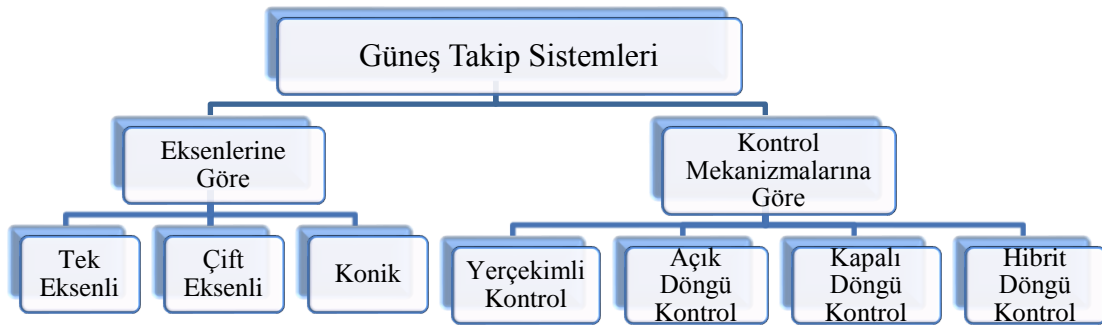 Güneş Takip Sistemleri
Eksenlerine
Göre
Kontrol
Mekanizmalarına
Göre
Tek
Eksenli
Çift
Eksenli
Konik
Yerçekimli
Kontrol
Açık
Döngü
Kontrol
Kapalı
Döngü
Kontrol
Hibrit
Döngü
Kontrol